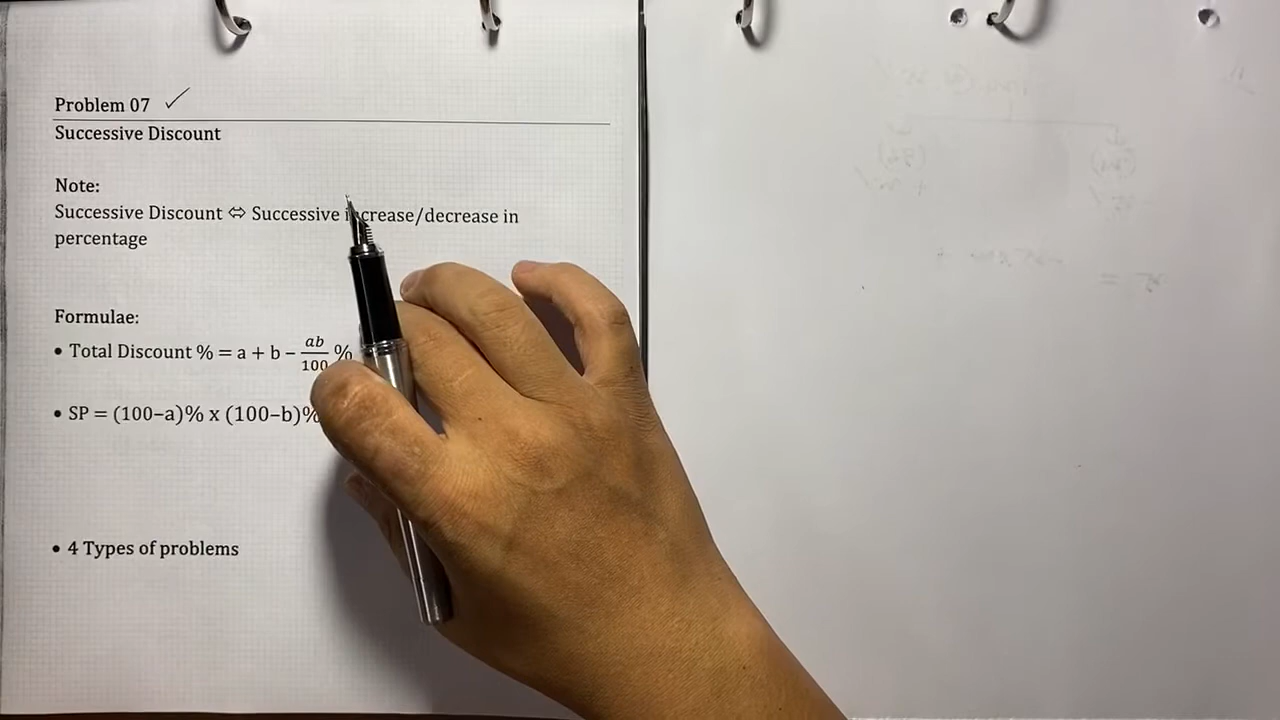 Problem 07 ✓
Successive Discount
Note:
Successive Discount ⇔ Successive increase/decrease in
percentage
Formulae:
• Total Discount % = a + b – ab/100 %
• SP = (100–a)% x (100–b)%
• 4 Types of problems